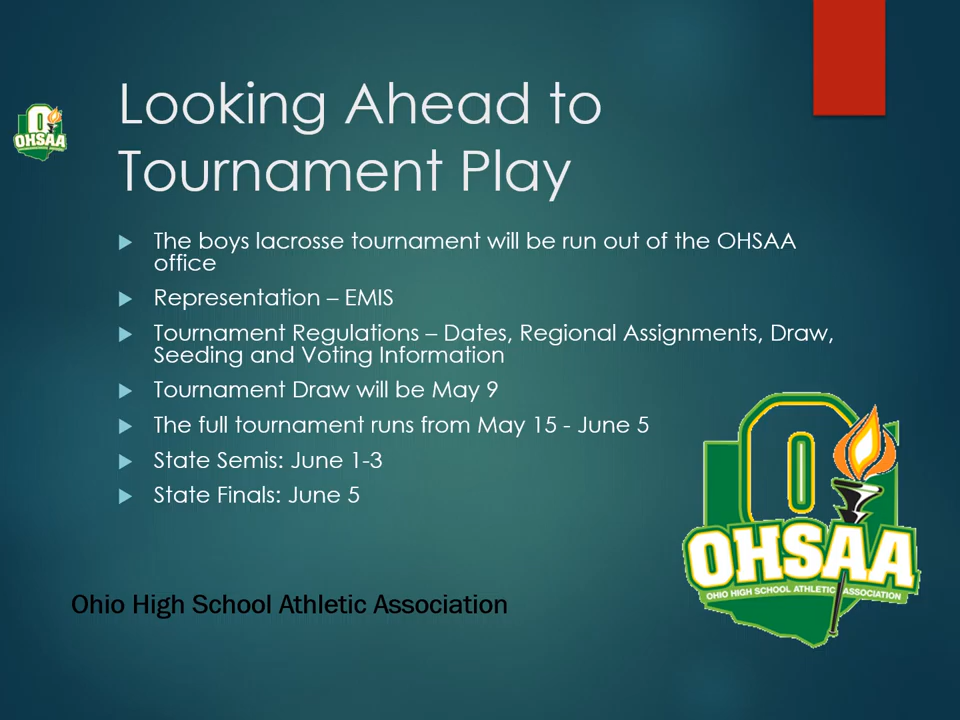 Looking Ahead to
Tournament Play
OHSAA
The boys lacrosse tournament will be run out of the OHSAA
office
Representation – EMIS
Tournament Regulations – Dates, Regional Assignments, Draw,
Seeding and Voting Information
Tournament Draw will be May 9
The full tournament runs from May 15 - June 5
State Semis: June 1-3
State Finals: June 5
O
OHSAA
OHIO HIGH SCHOOL ATHLETIC ASSOCIATION
Ohio High School Athletic Association